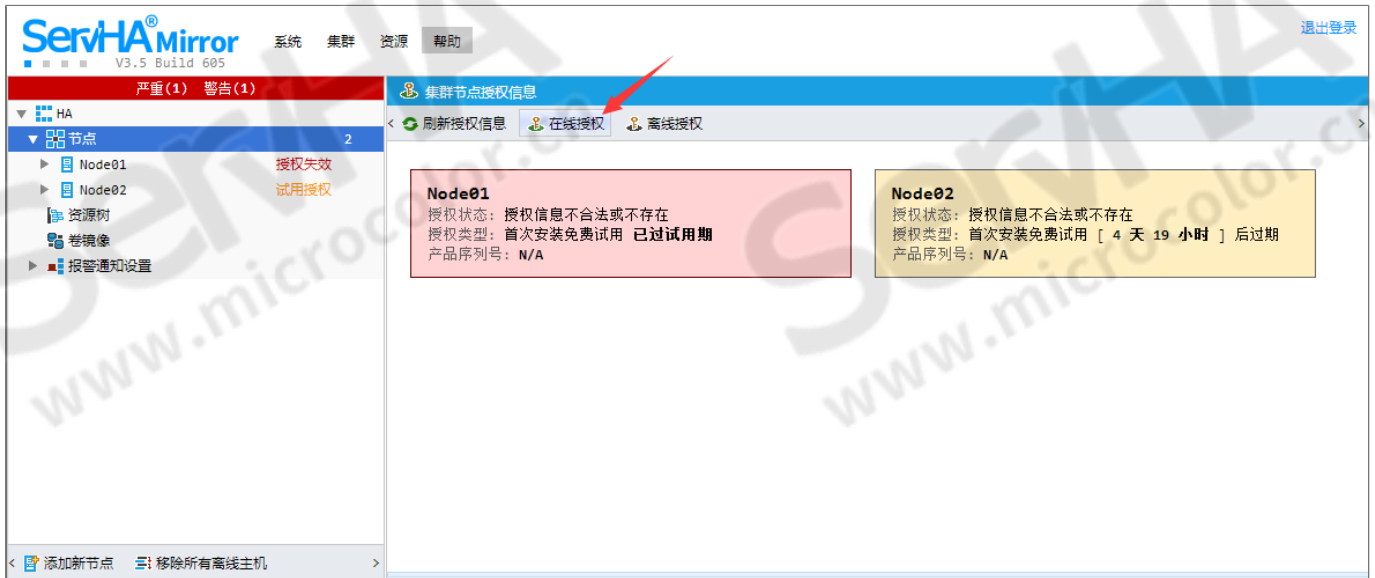 ServHA® Mirror
V3.5 Build 605
系统 集群 资源 帮助
退出登录
严重(1) 警告(1)
HA
节点 2
Node01 授权失效
Node02 试用授权
资源树
卷镜像
报警通知设置
添加新节点 移除所有离线主机
集群节点授权信息
刷新授权信息 在线授权 离线授权
Node01
授权状态: 授权信息不合法或不存在
授权类型: 首次安装免费试用 已过试用期
产品序列号: N/A
Node02
授权状态: 授权信息不合法或不存在
授权类型: 首次安装免费试用 [ 4 天 19 小时 ] 后过期
产品序列号: N/A
ServHA
www.microcolor.cn
ServHA
www.microcolor.cn